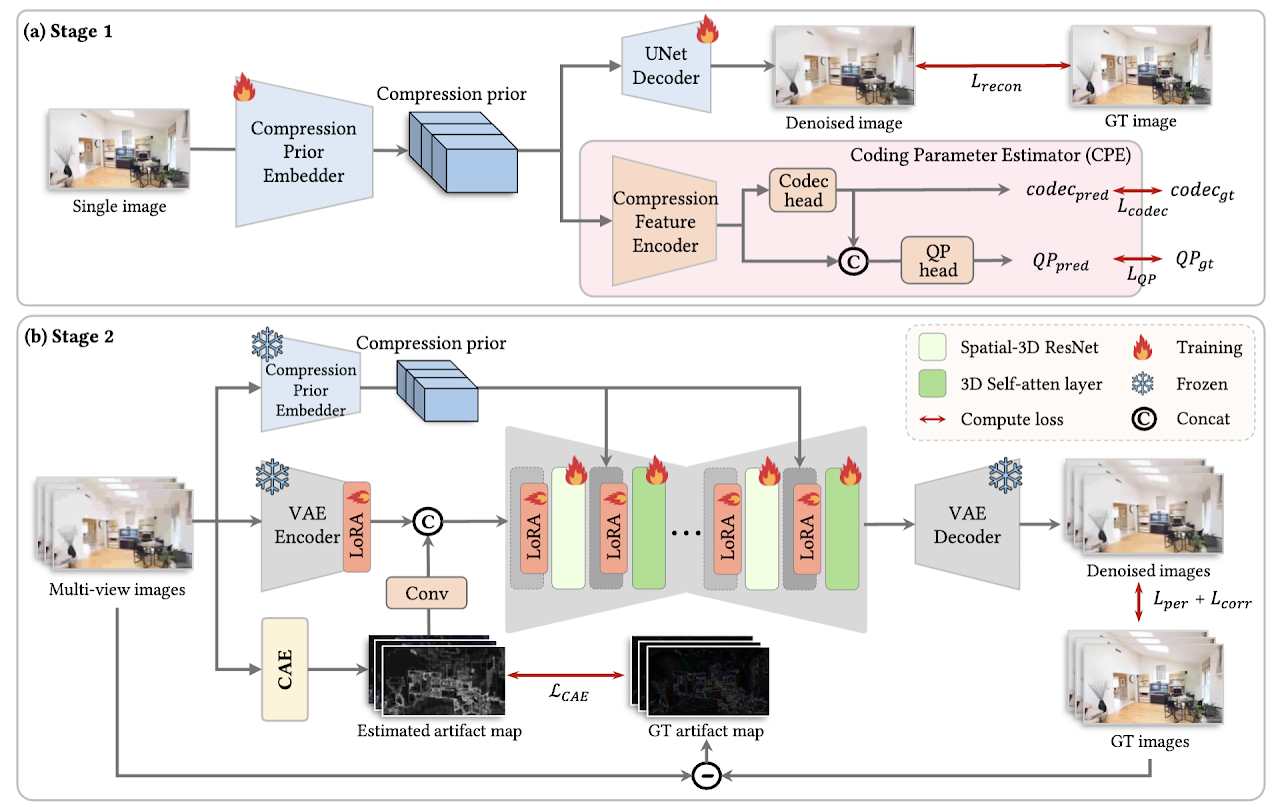 (a) Stage 1
Single image
Compression
Prior
Embedder
Compression prior
UNet
Decoder
Denoised image
L_recon
GT image
Coding Parameter Estimator (CPE)
Compression
Feature
Encoder
Codec
head
codec_pred
L_codec
codec_gt
C
QP
head
QP_pred
L_QP
QP_gt
(b) Stage 2
Compression
Prior
Embedder
Compression prior
Spatial-3D ResNet
Training
3D Self-atten layer
Frozen
Compute loss
C
Concat
Multi-view images
VAE
Encoder
LoRA
C
Conv
LoRA
LoRA
...
LoRA
LoRA
VAE
Decoder
Denoised images
L_per + L_corr
GT images
CAE
Estimated artifact map
ℒ_CAE
GT artifact map
−